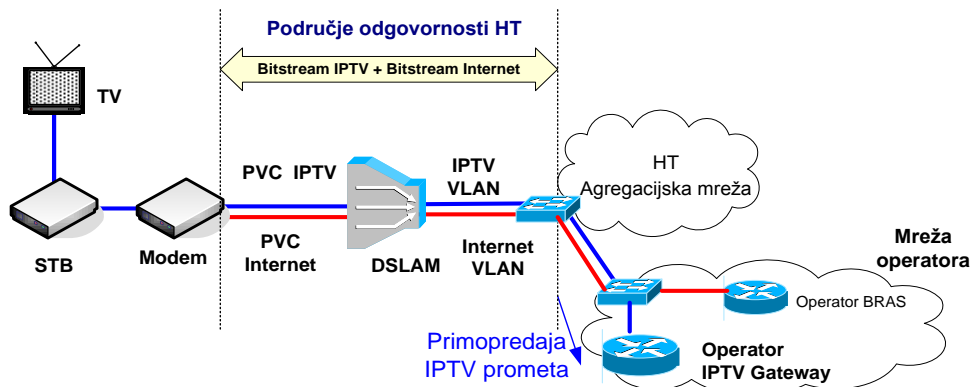 Područje odgovornosti HT
Bitstream IPTV + Bitstream Internet
TV
PVC IPTV
IPTV
VLAN
HT
Agregacijska mreža
STB
Modem
PVC
Internet
DSLAM
Internet
VLAN
Mreža
operatora
Operator BRAS
Primopredaja
IPTV prometa
Operator
IPTV Gateway